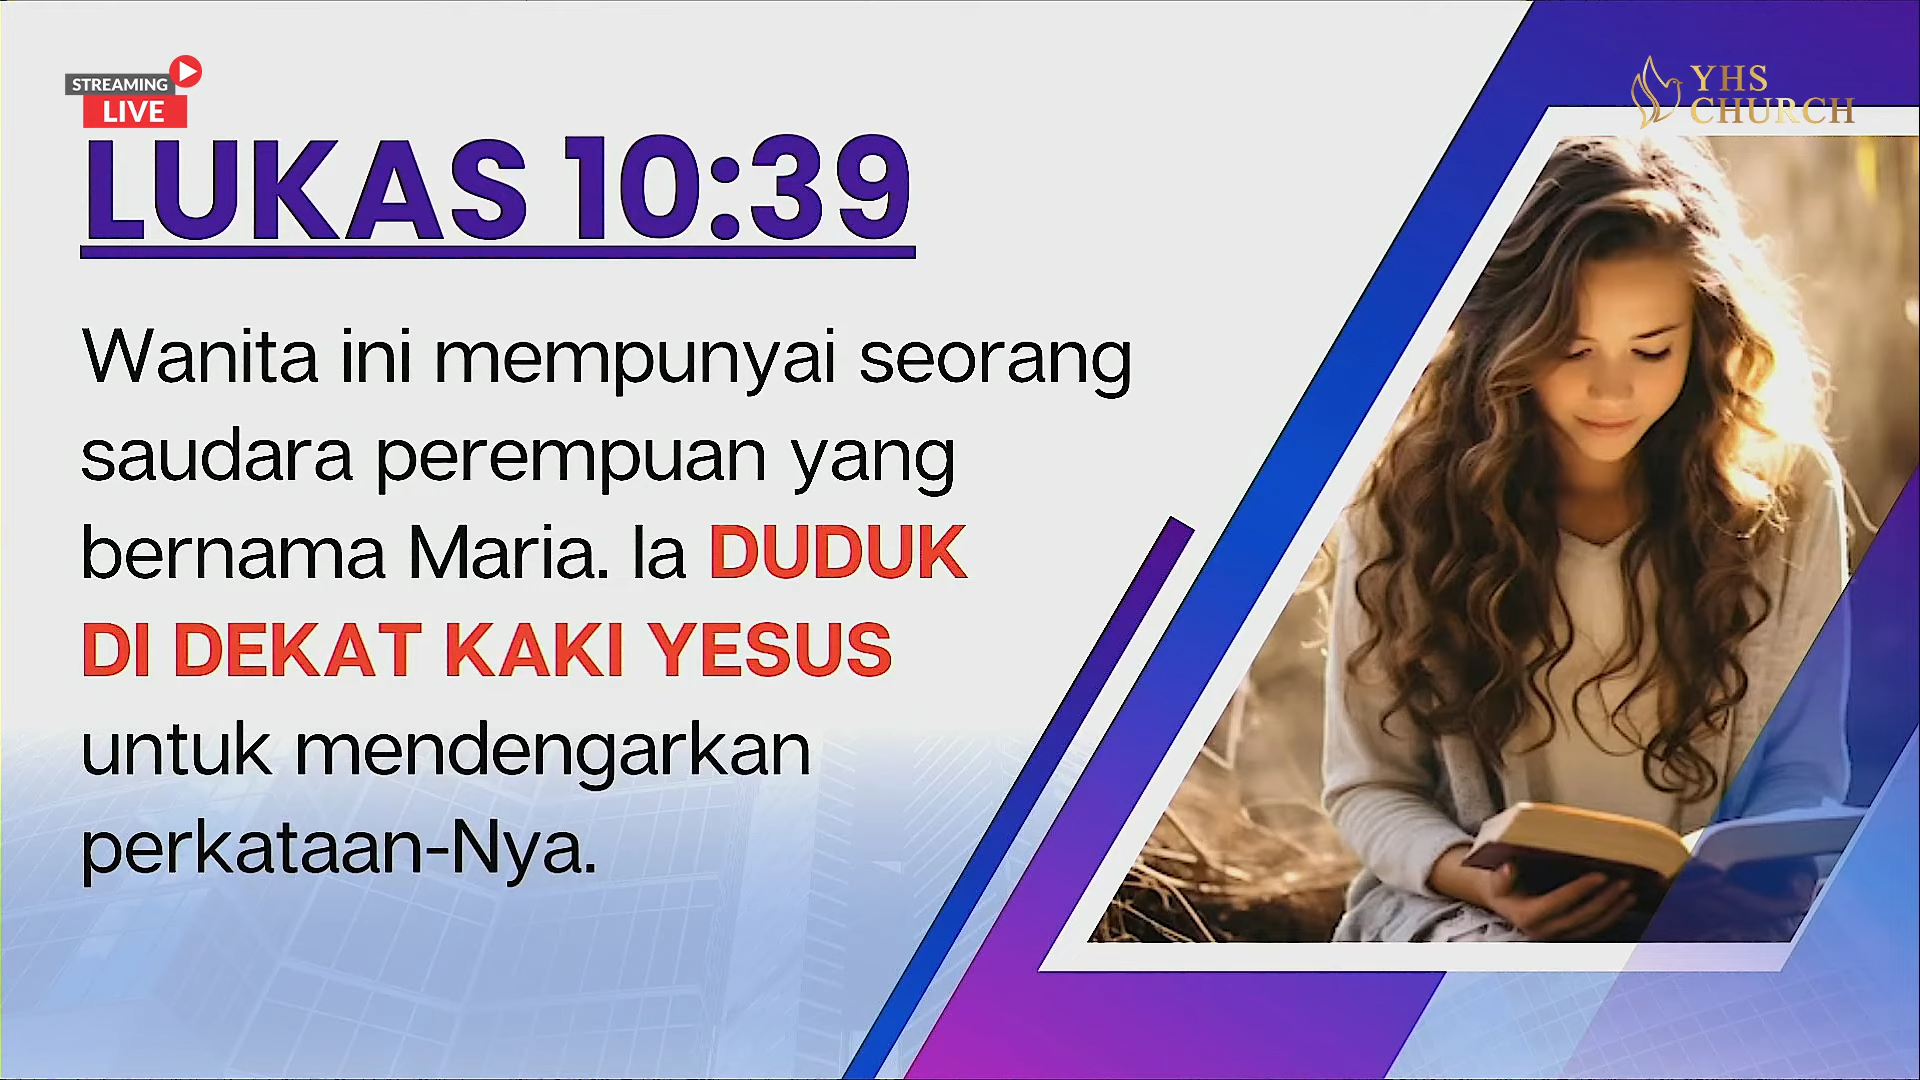 STREAMING
LIVE
YHS
CHURCH
LUKAS 10:39
Wanita ini mempunyai seorang
saudara perempuan yang
bernama Maria. Ia DUDUK
DI DEKAT KAKI YESUS
untuk mendengarkan
perkataan-Nya.